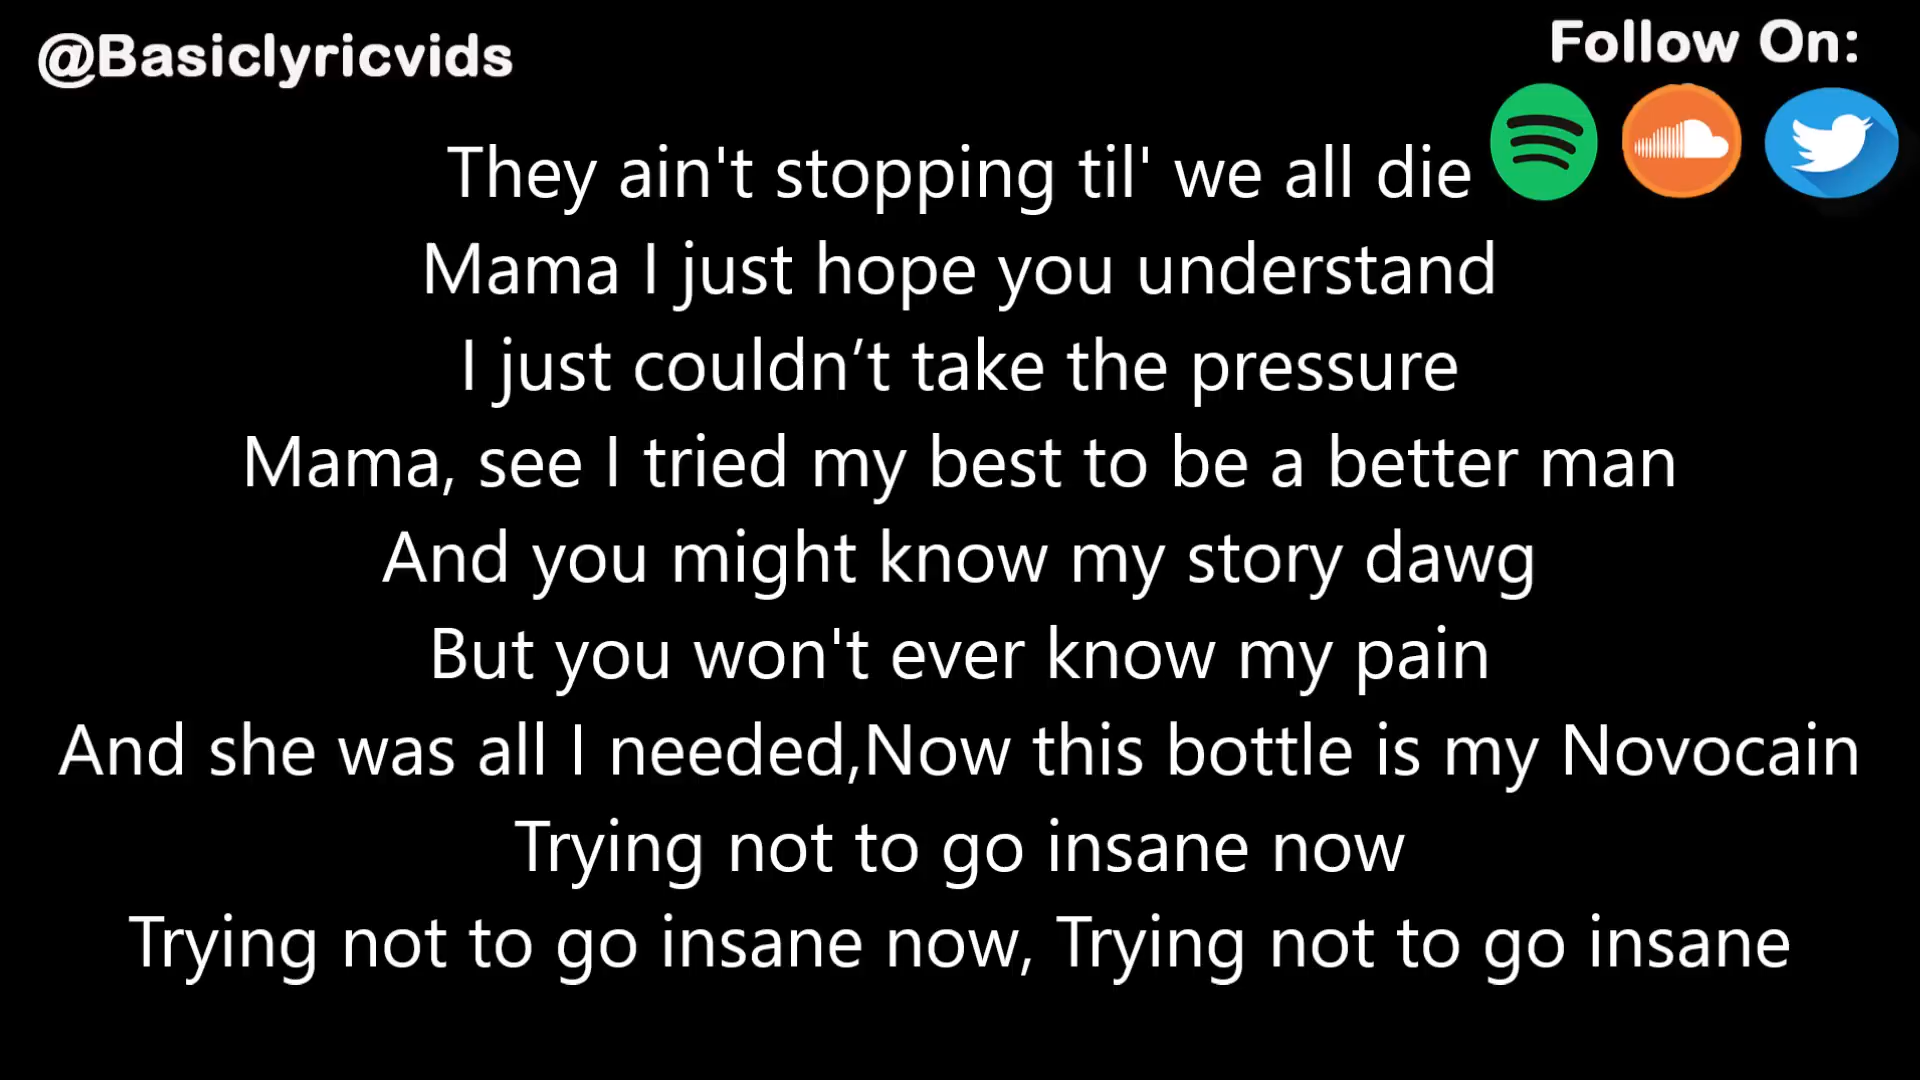 @Basiclyricvids
Follow On:
They ain't stopping til' we all die
Mama I just hope you understand
I just couldn’t take the pressure
Mama, see I tried my best to be a better man
And you might know my story dawg
But you won't ever know my pain
And she was all I needed,Now this bottle is my Novocain
Trying not to go insane now
Trying not to go insane now, Trying not to go insane